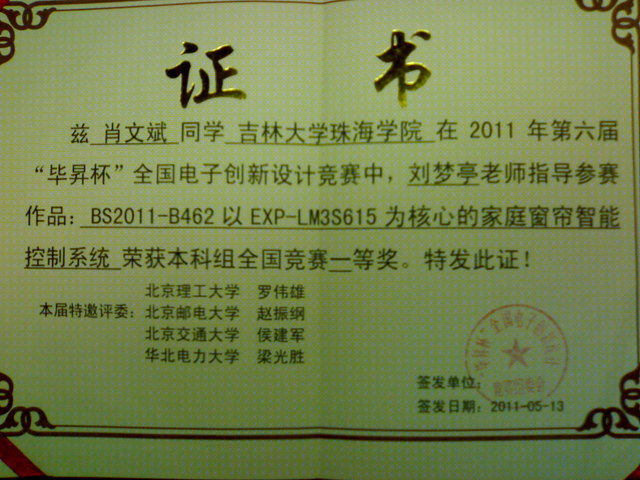 证书
兹 肖文斌 同学 吉林大学珠海学院 在 2011 年第六届
“毕昇杯”全国电子创新设计竞赛中，刘梦亭老师指导参赛
作品：BS2011-B462 以 EXP-LM3S615 为核心的家庭窗帘智能
控制系统 荣获本科组全国竞赛一等奖。特发此证！
本届特邀评委：
北京理工大学 罗伟雄
北京邮电大学 赵振纲
北京交通大学 侯建军
华北电力大学 梁光胜
签发单位：
签发日期：2011-05-13